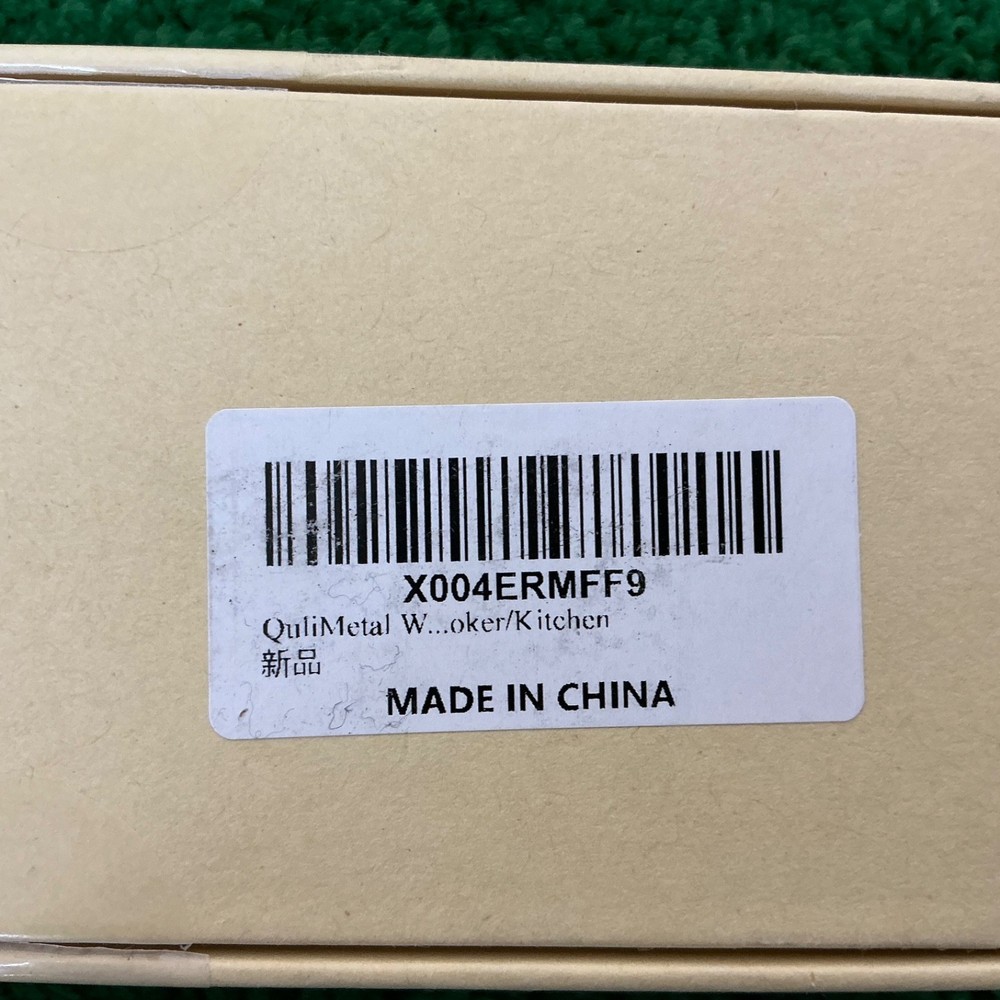 X004ERMFF9
QuliMetal W...oker/Kitchen
新品
MADE IN CHINA